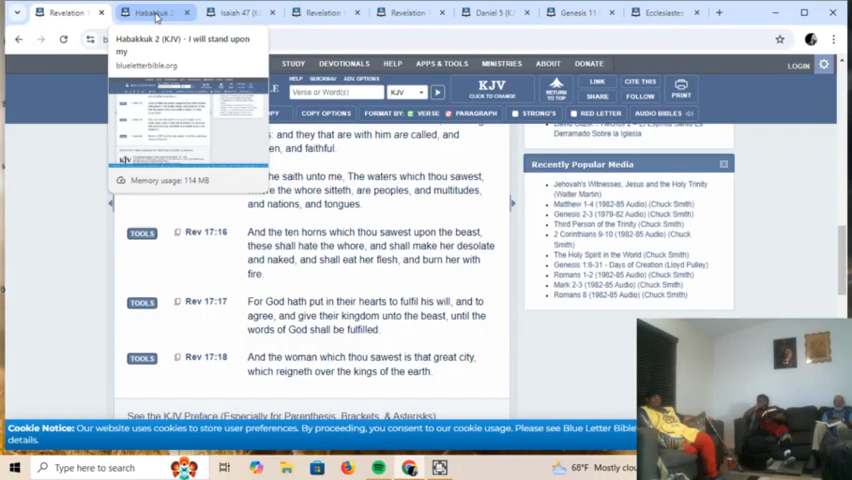 Revelation
Habakkuk 2
Isaiah 47 (KJ
Revelation 1
Revelation
Daniel 5 (KJV
Genesis 11
Ecclesiastes
Habakkuk 2 (KJV) - I will stand upon
my
blueletterbible.org
Memory usage: 114 MB
STUDY DEVOTIONALS HELP APPS & TOOLS MINISTRIES ABOUT DONATE
LOGIN
HELP QUICKNAV ADV. OPTIONS
Verse or Word(s)
KJV
KJV
CLICK TO CHANGE
RETURN
TO TOP
LINK
SHARE
CITE THIS
FOLLOW
PRINT
COPY OPTIONS FORMAT BY: VERSE PARAGRAPH STRONG'S RED LETTER AUDIO BIBLES
Derramado Sobre la Iglesia
: and they that are with him are called, and
en, and faithful.
he saith unto me, The waters which thou sawest,
ere the whore sitteth, are peoples, and multitudes,
and nations, and tongues.
TOOLS Rev 17:16 And the ten horns which thou sawest upon the beast,
these shall hate the whore, and shall make her desolate
and naked, and shall eat her flesh, and burn her with
fire.
TOOLS Rev 17:17 For God hath put in their hearts to fulfil his will, and to
agree, and give their kingdom unto the beast, until the
words of God shall be fulfilled.
TOOLS Rev 17:18 And the woman which thou sawest is that great city,
which reigneth over the kings of the earth.
See the KJV Preface (Especially for Parenthesis, Brackets, & Asterisks)
Recently Popular Media
Jehovah's Witnesses, Jesus and the Holy Trinity
(Walter Martin)
Matthew 1-4 (1982-85 Audio) (Chuck Smith)
Genesis 2-3 (1979-82 Audio) (Chuck Smith)
Third Person of the Trinity (Chuck Smith)
2 Corinthians 9-10 (1982-85 Audio) (Chuck
Smith)
The Holy Spirit in the World (Chuck Smith)
Genesis 1:6-31 - Days of Creation (Lloyd Pulley)
Romans 1-2 (1982-85 Audio) (Chuck Smith)
Mark 2-3 (1982-85 Audio) (Chuck Smith)
Romans 8 (1982-85 Audio) (Chuck Smith)
Cookie Notice: Our website uses cookies to store user preferences. By proceeding, you consent to our cookie usage. Please see Blue Letter Bible
details.
Type here to search
68°F Mostly clou